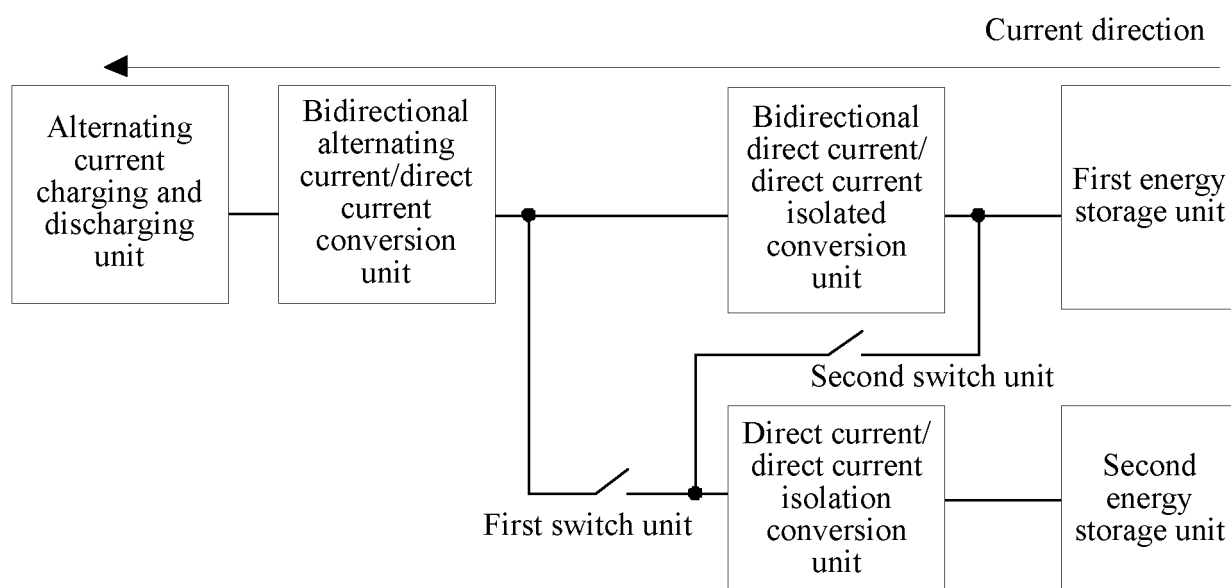 Current direction
Alternating
current
charging and
discharging
unit
Bidirectional
alternating
current/direct
current
conversion
unit
Bidirectional
direct current/
direct current
isolated
conversion
unit
First energy
storage unit
Second switch unit
First switch unit
Direct current/
direct current
isolation
conversion
unit
Second
energy
storage unit